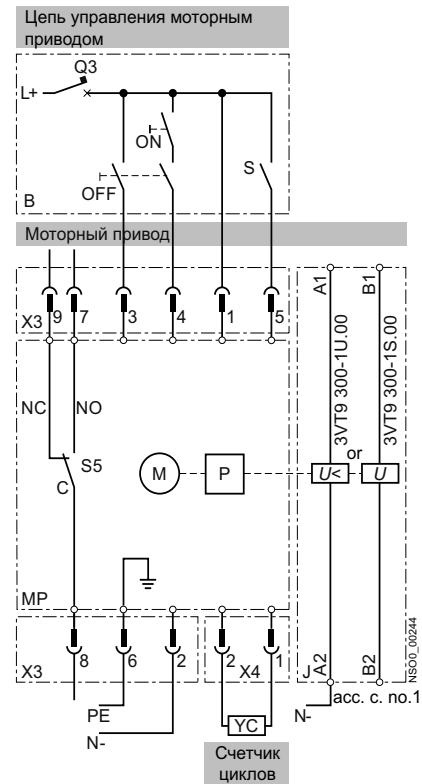 Цепь управления моторным
приводом
Q3
L+
ON
OFF
S
B
Моторный привод
X3
9
7
3
4
1
5
A1
B1
3VT9 300-1U.00
3VT9 300-1S.00
NC
NO
S5
C
M
P
or
U<
U
MP
X3
8
6
2
2
X4
1
J
A2
B2
NSO0_00244
acc. c. no.1
PE
N-
YC
N-
Счетчик
циклов